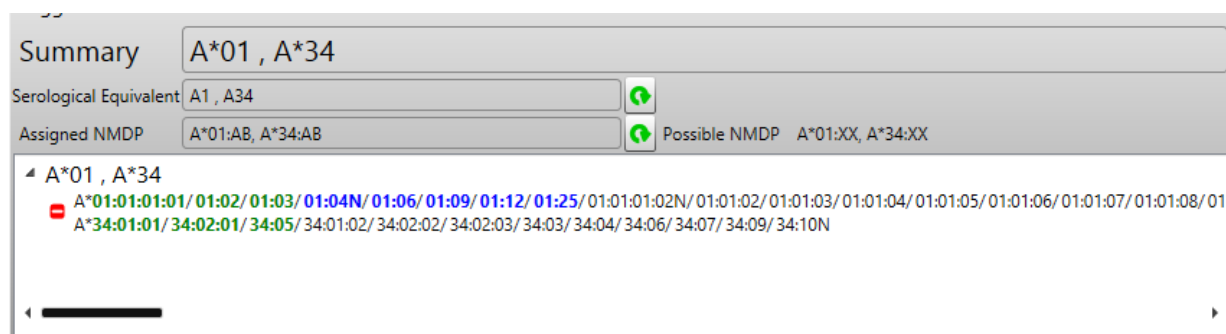 Summary A*01 , A*34
Serological Equivalent A1 , A34
Assigned NMDP A*01:AB, A*34:AB Possible NMDP A*01:XX, A*34:XX
A*01 , A*34
A*01:01:01:01/01:02/01:03/01:04N/01:06/01:09/01:12/01:25/01:01:01:02N/01:01:02/01:01:03/01:01:04/01:01:05/01:01:06/01:01:07/01:01:08/01
A*34:01:01/34:02:01/34:05/34:01:02/34:02:02/34:02:03/34:03/34:04/34:06/34:07/34:09/34:10N